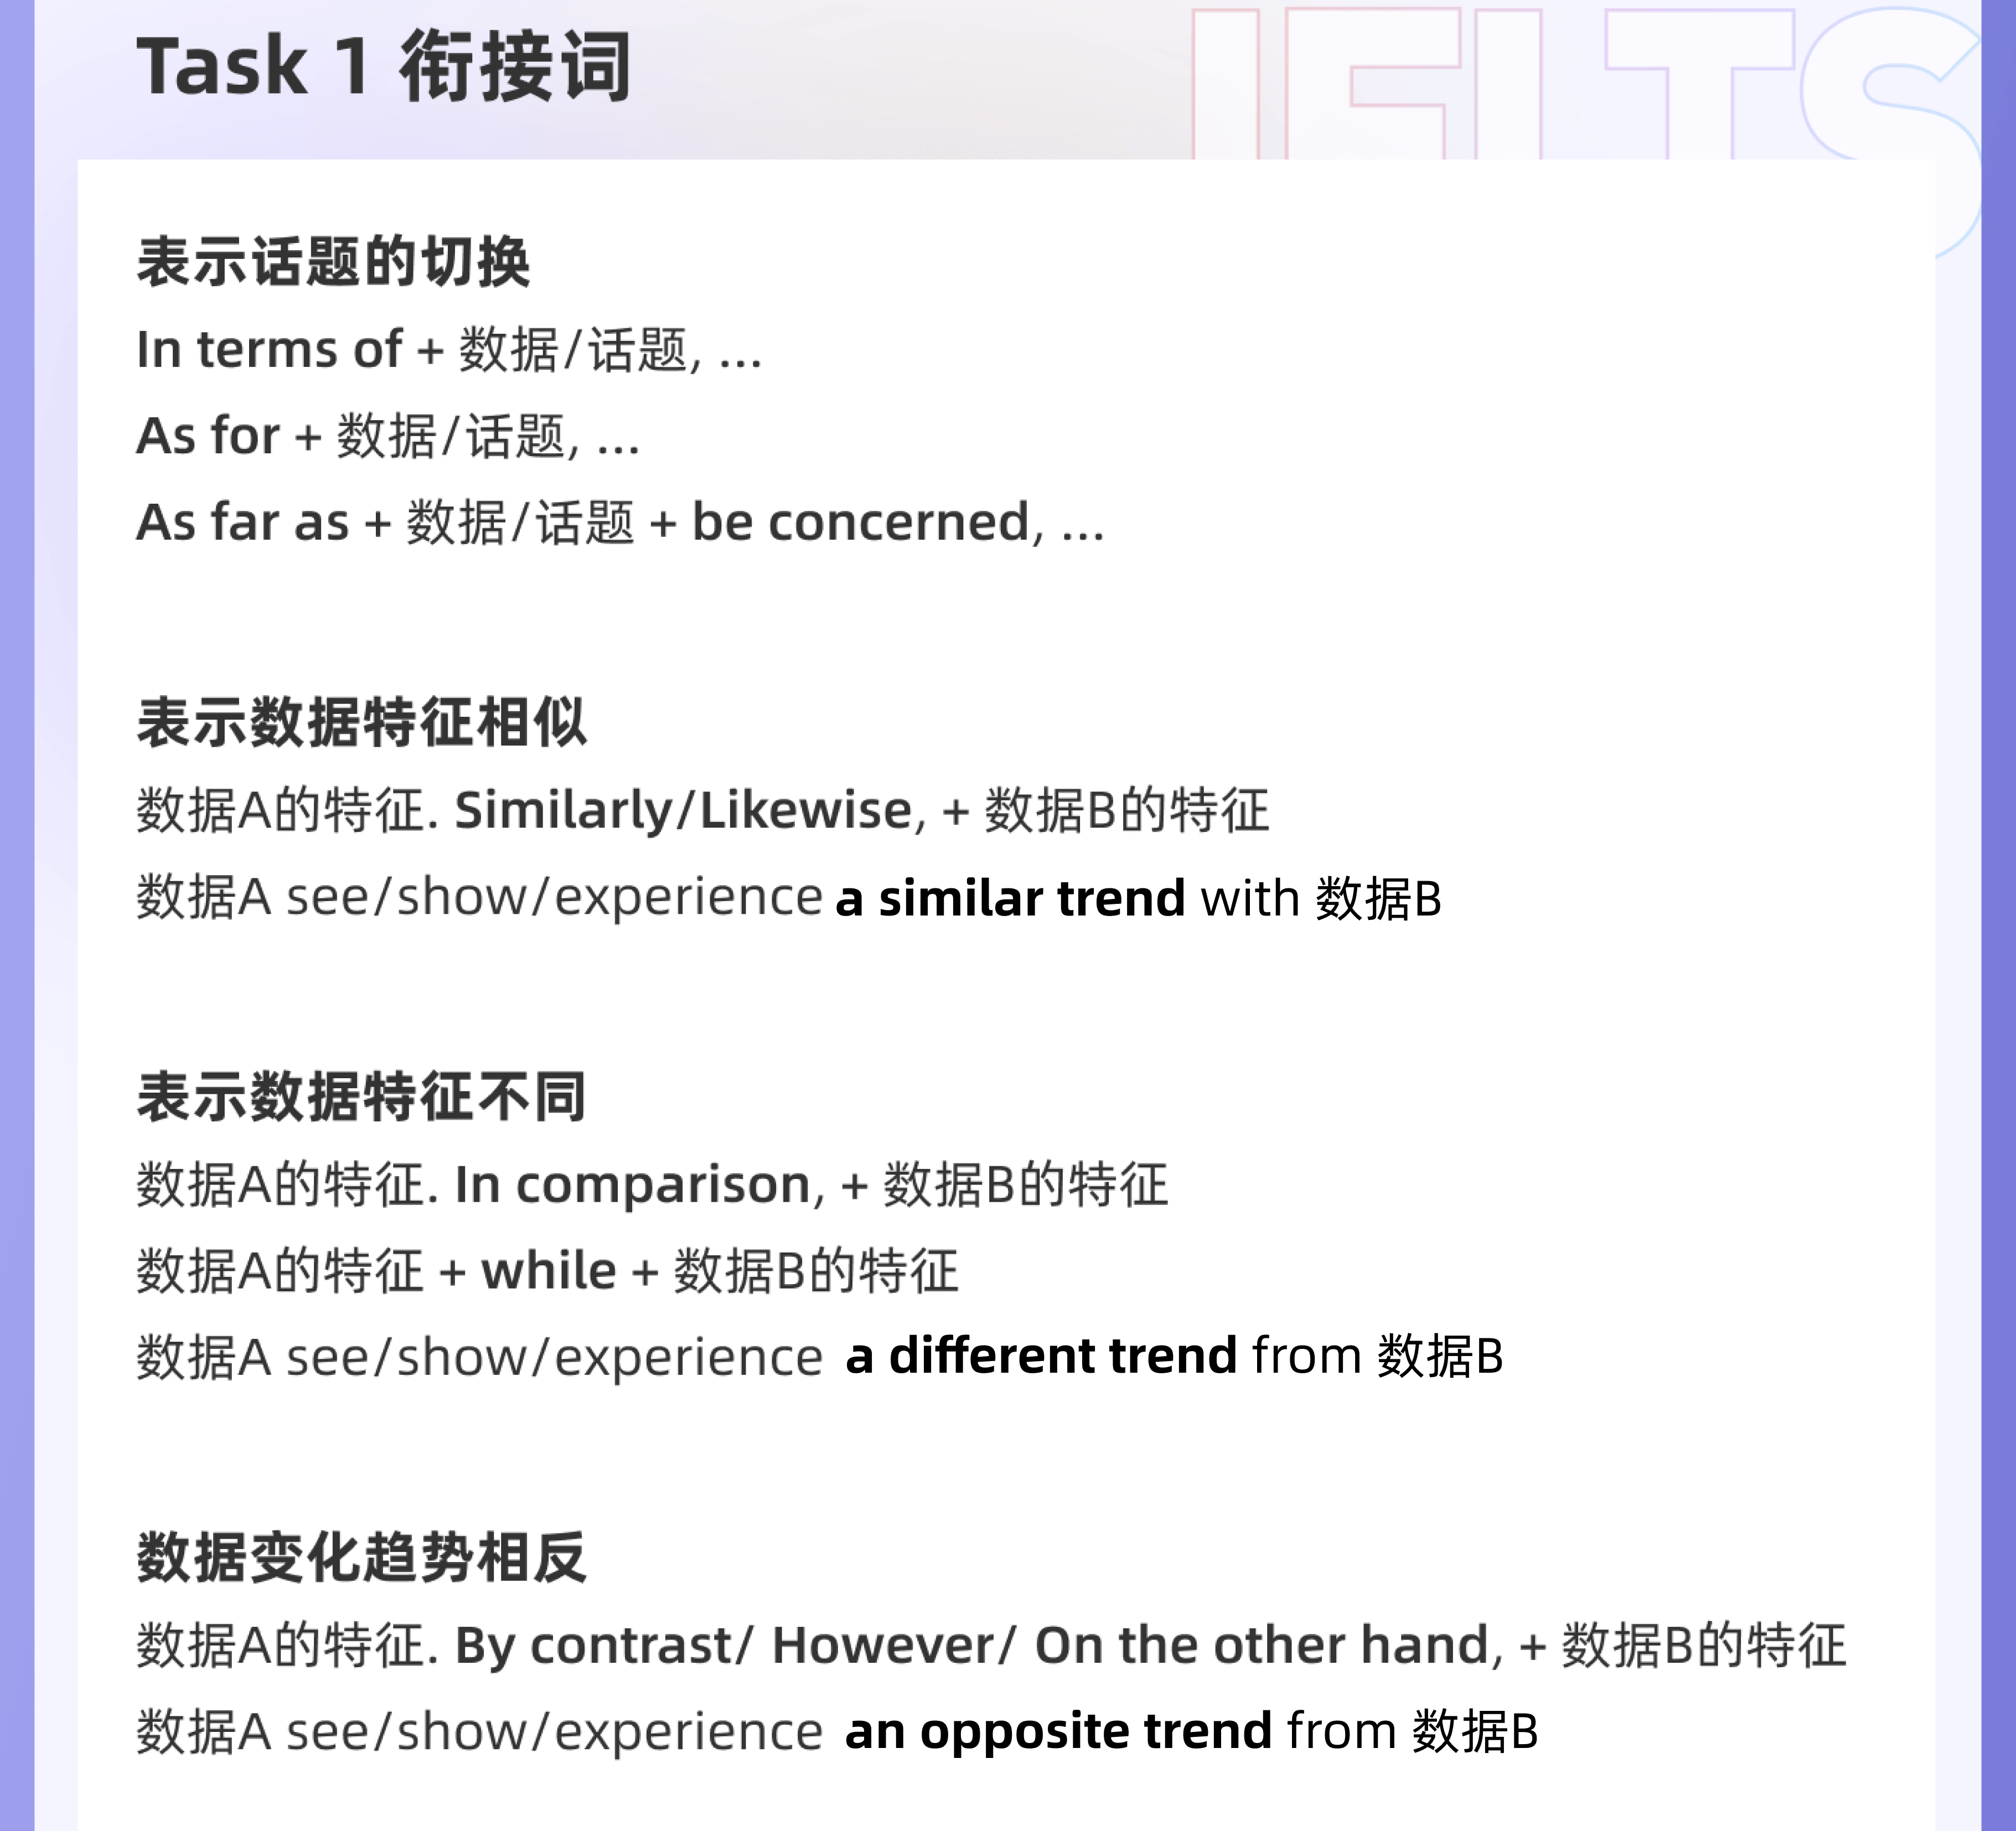 IELTS
Task 1 衔接词
表示话题的切换
In terms of + 数据/话题, ...
As for + 数据/话题, ...
As far as + 数据/话题 + be concerned, ...
表示数据特征相似
数据A的特征. Similarly/Likewise, + 数据B的特征
数据A see/show/experience a similar trend with 数据B
表示数据特征不同
数据A的特征. In comparison, + 数据B的特征
数据A的特征 + while + 数据B的特征
数据A see/show/experience a different trend from 数据B
数据变化趋势相反
数据A的特征. By contrast/ However/ On the other hand, + 数据B的特征
数据A see/show/experience an opposite trend from 数据B